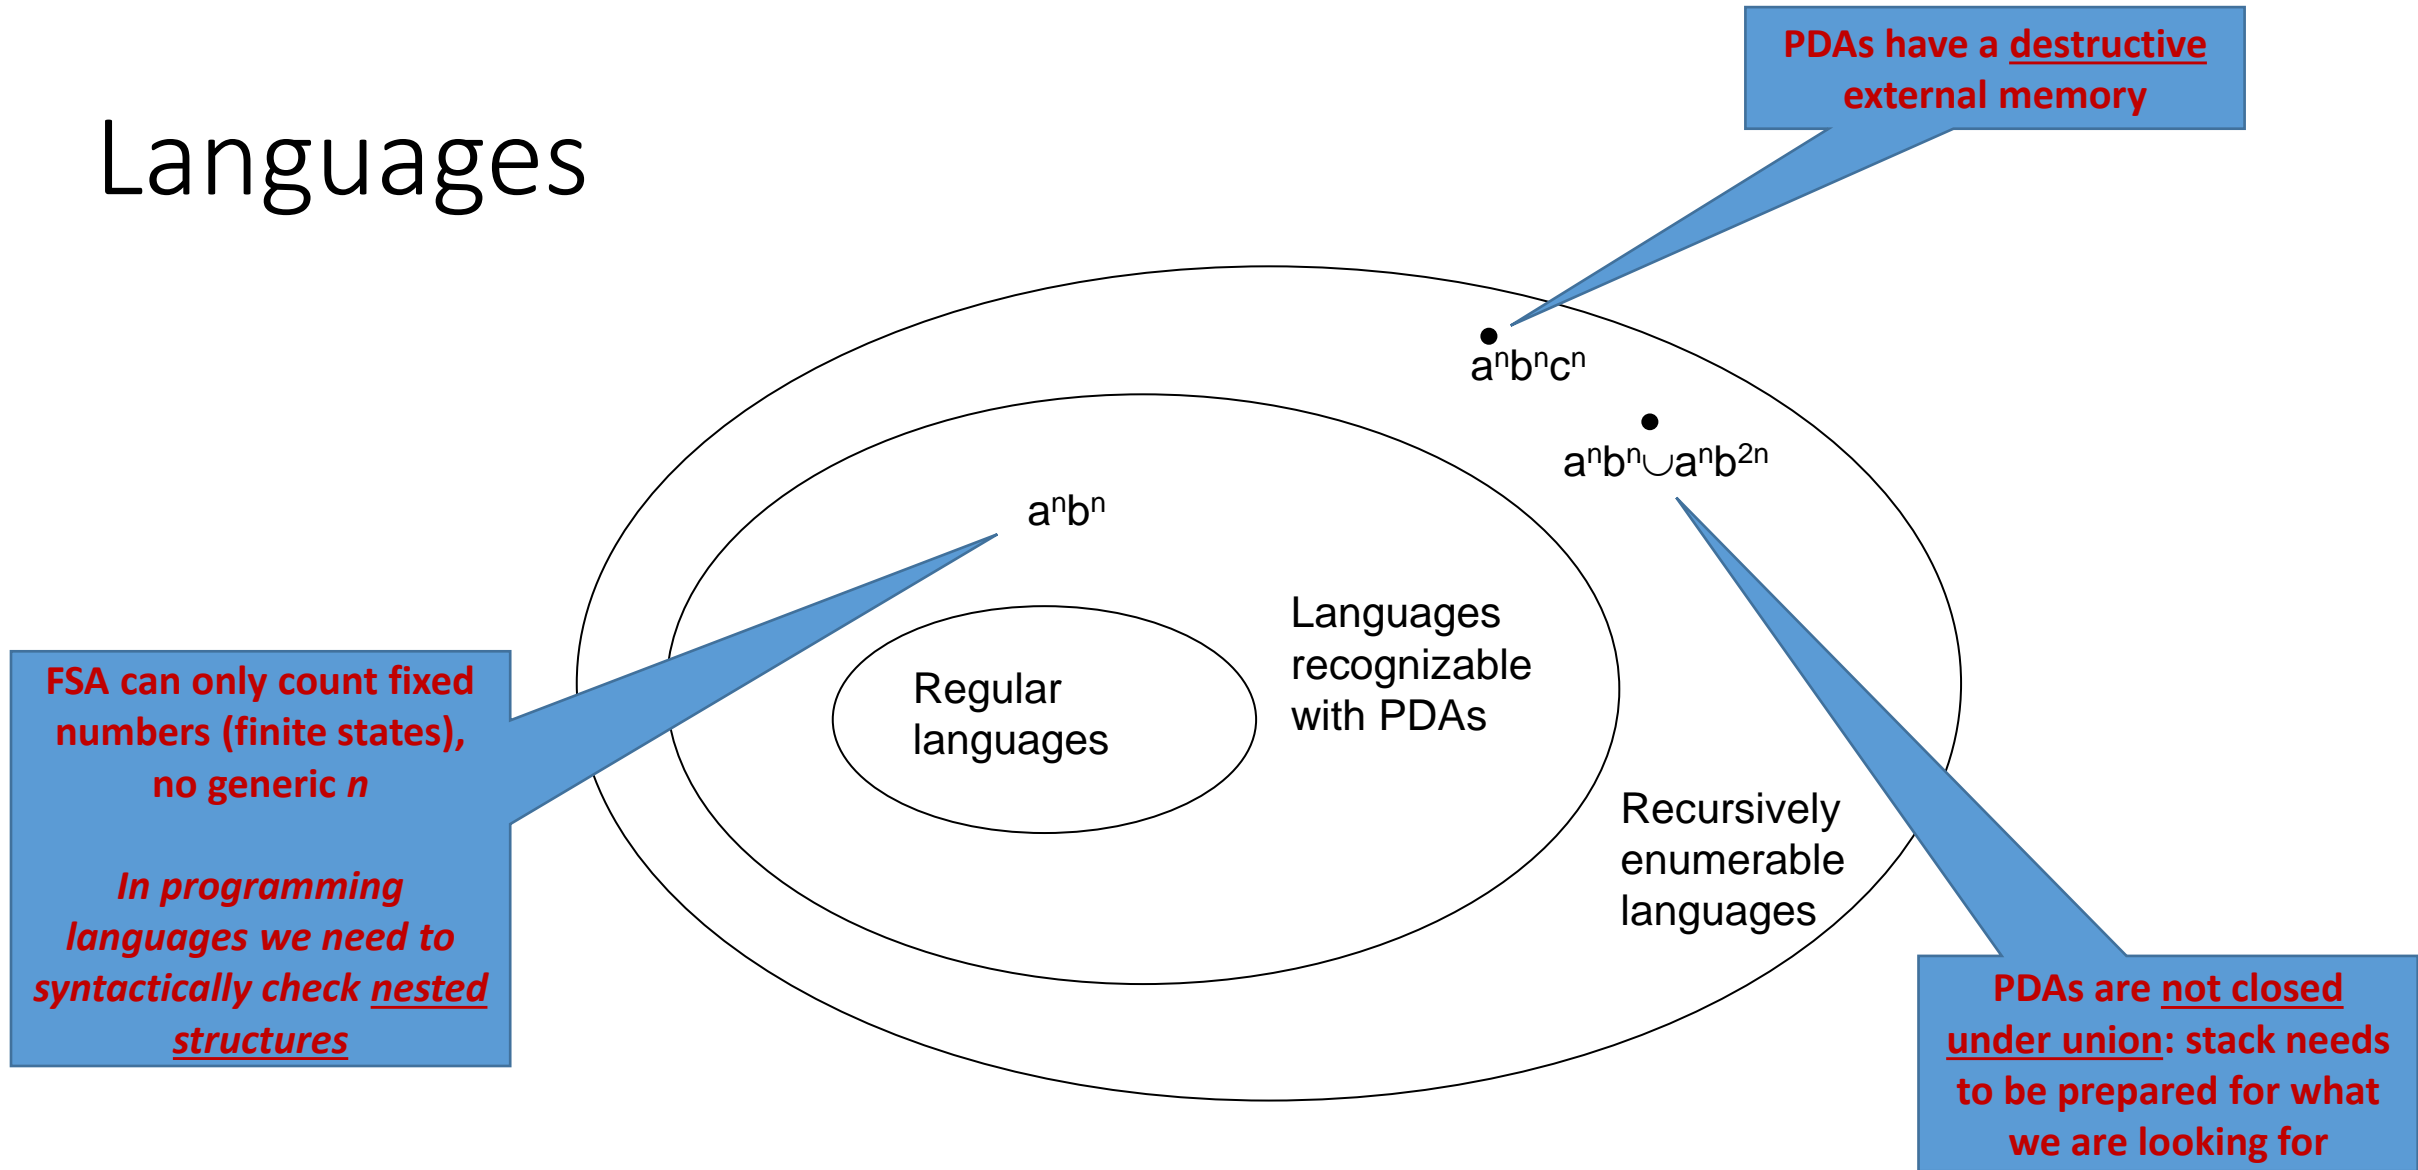 Languages
PDAs have a destructive
external memory
aⁿbⁿcⁿ
aⁿbⁿ∪aⁿb²ⁿ
aⁿbⁿ
Languages
recognizable
with PDAs
Regular
languages
Recursively
enumerable
languages
FSA can only count fixed
numbers (finite states),
no generic n
In programming
languages we need to
syntactically check nested
structures
PDAs are not closed
under union: stack needs
to be prepared for what
we are looking for